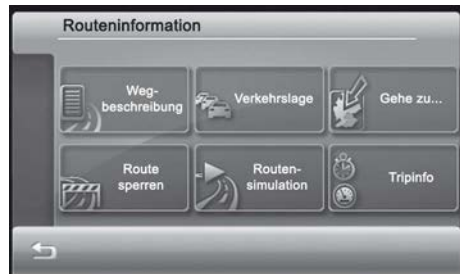 Routeninformation
Weg-
beschreibung
Verkehrslage
Gehe zu...
Route
sperren
Routen-
simulation
Tripinfo